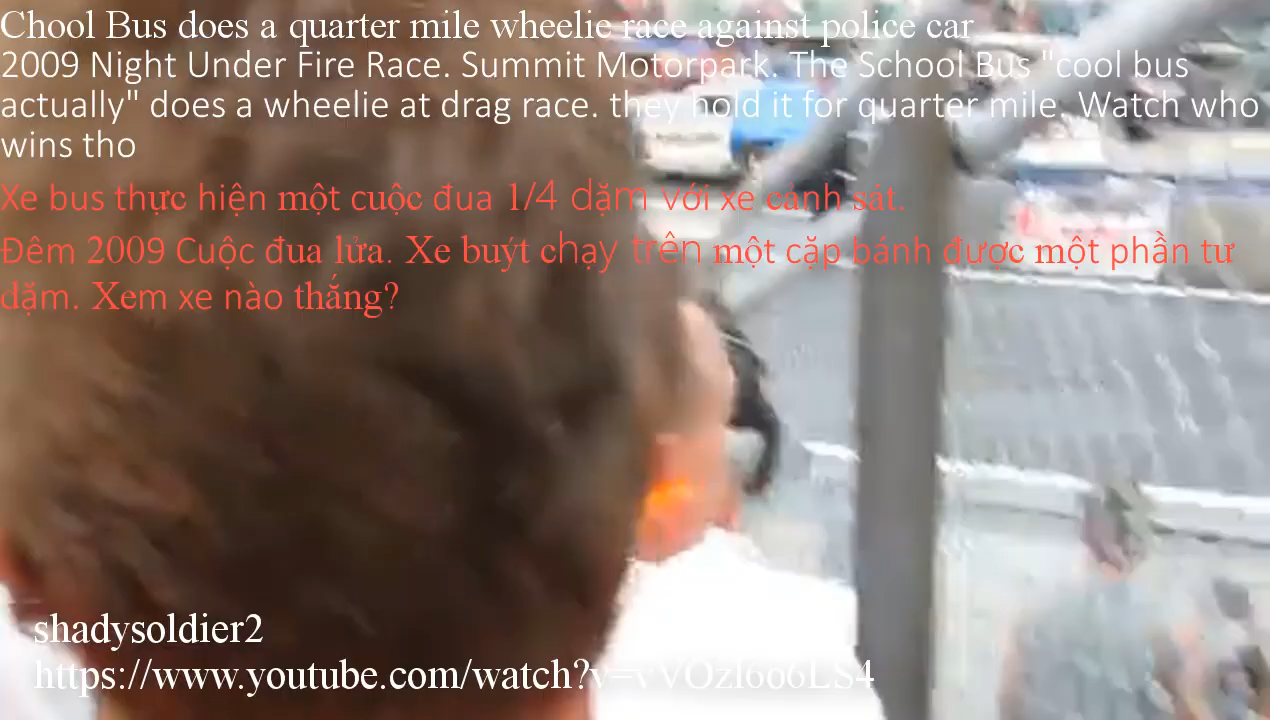 Chool Bus does a quarter mile wheelie race against police car
2009 Night Under Fire Race. Summit Motorpark. The School Bus "cool bus
actually" does a wheelie at drag race. they hold it for quarter mile. Watch who
wins tho
Xe bus thực hiện một cuộc đua 1/4 dặm với xe cảnh sát.
Đêm 2009 Cuộc đua lửa. Xe buýt chạy trên một cặp bánh được một phần tư
dặm. Xem xe nào thắng?
shadysoldier2